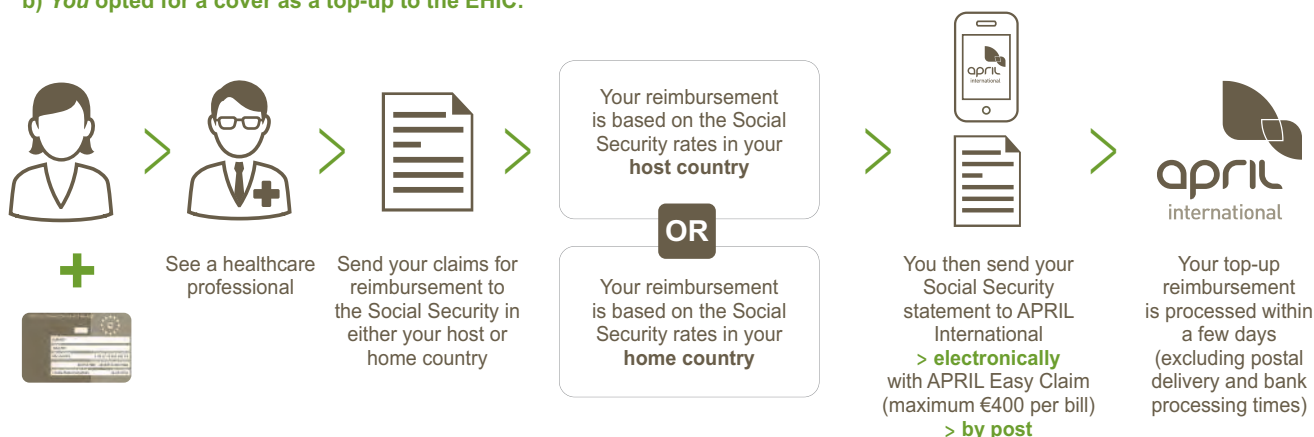 b) You opted for a cover as a top-up to the EHIC:
See a healthcare
professional
Send your claims for
reimbursement to
the Social Security in
either your host or
home country
Your reimbursement
is based on the Social
Security rates in your
host country
OR
Your reimbursement
is based on the Social
Security rates in your
home country
april
international
You then send your
Social Security
statement to APRIL
International
> electronically
with APRIL Easy Claim
(maximum €400 per bill)
> by post
april
international
Your top-up
reimbursement
is processed within
a few days
(excluding postal
delivery and bank
processing times)